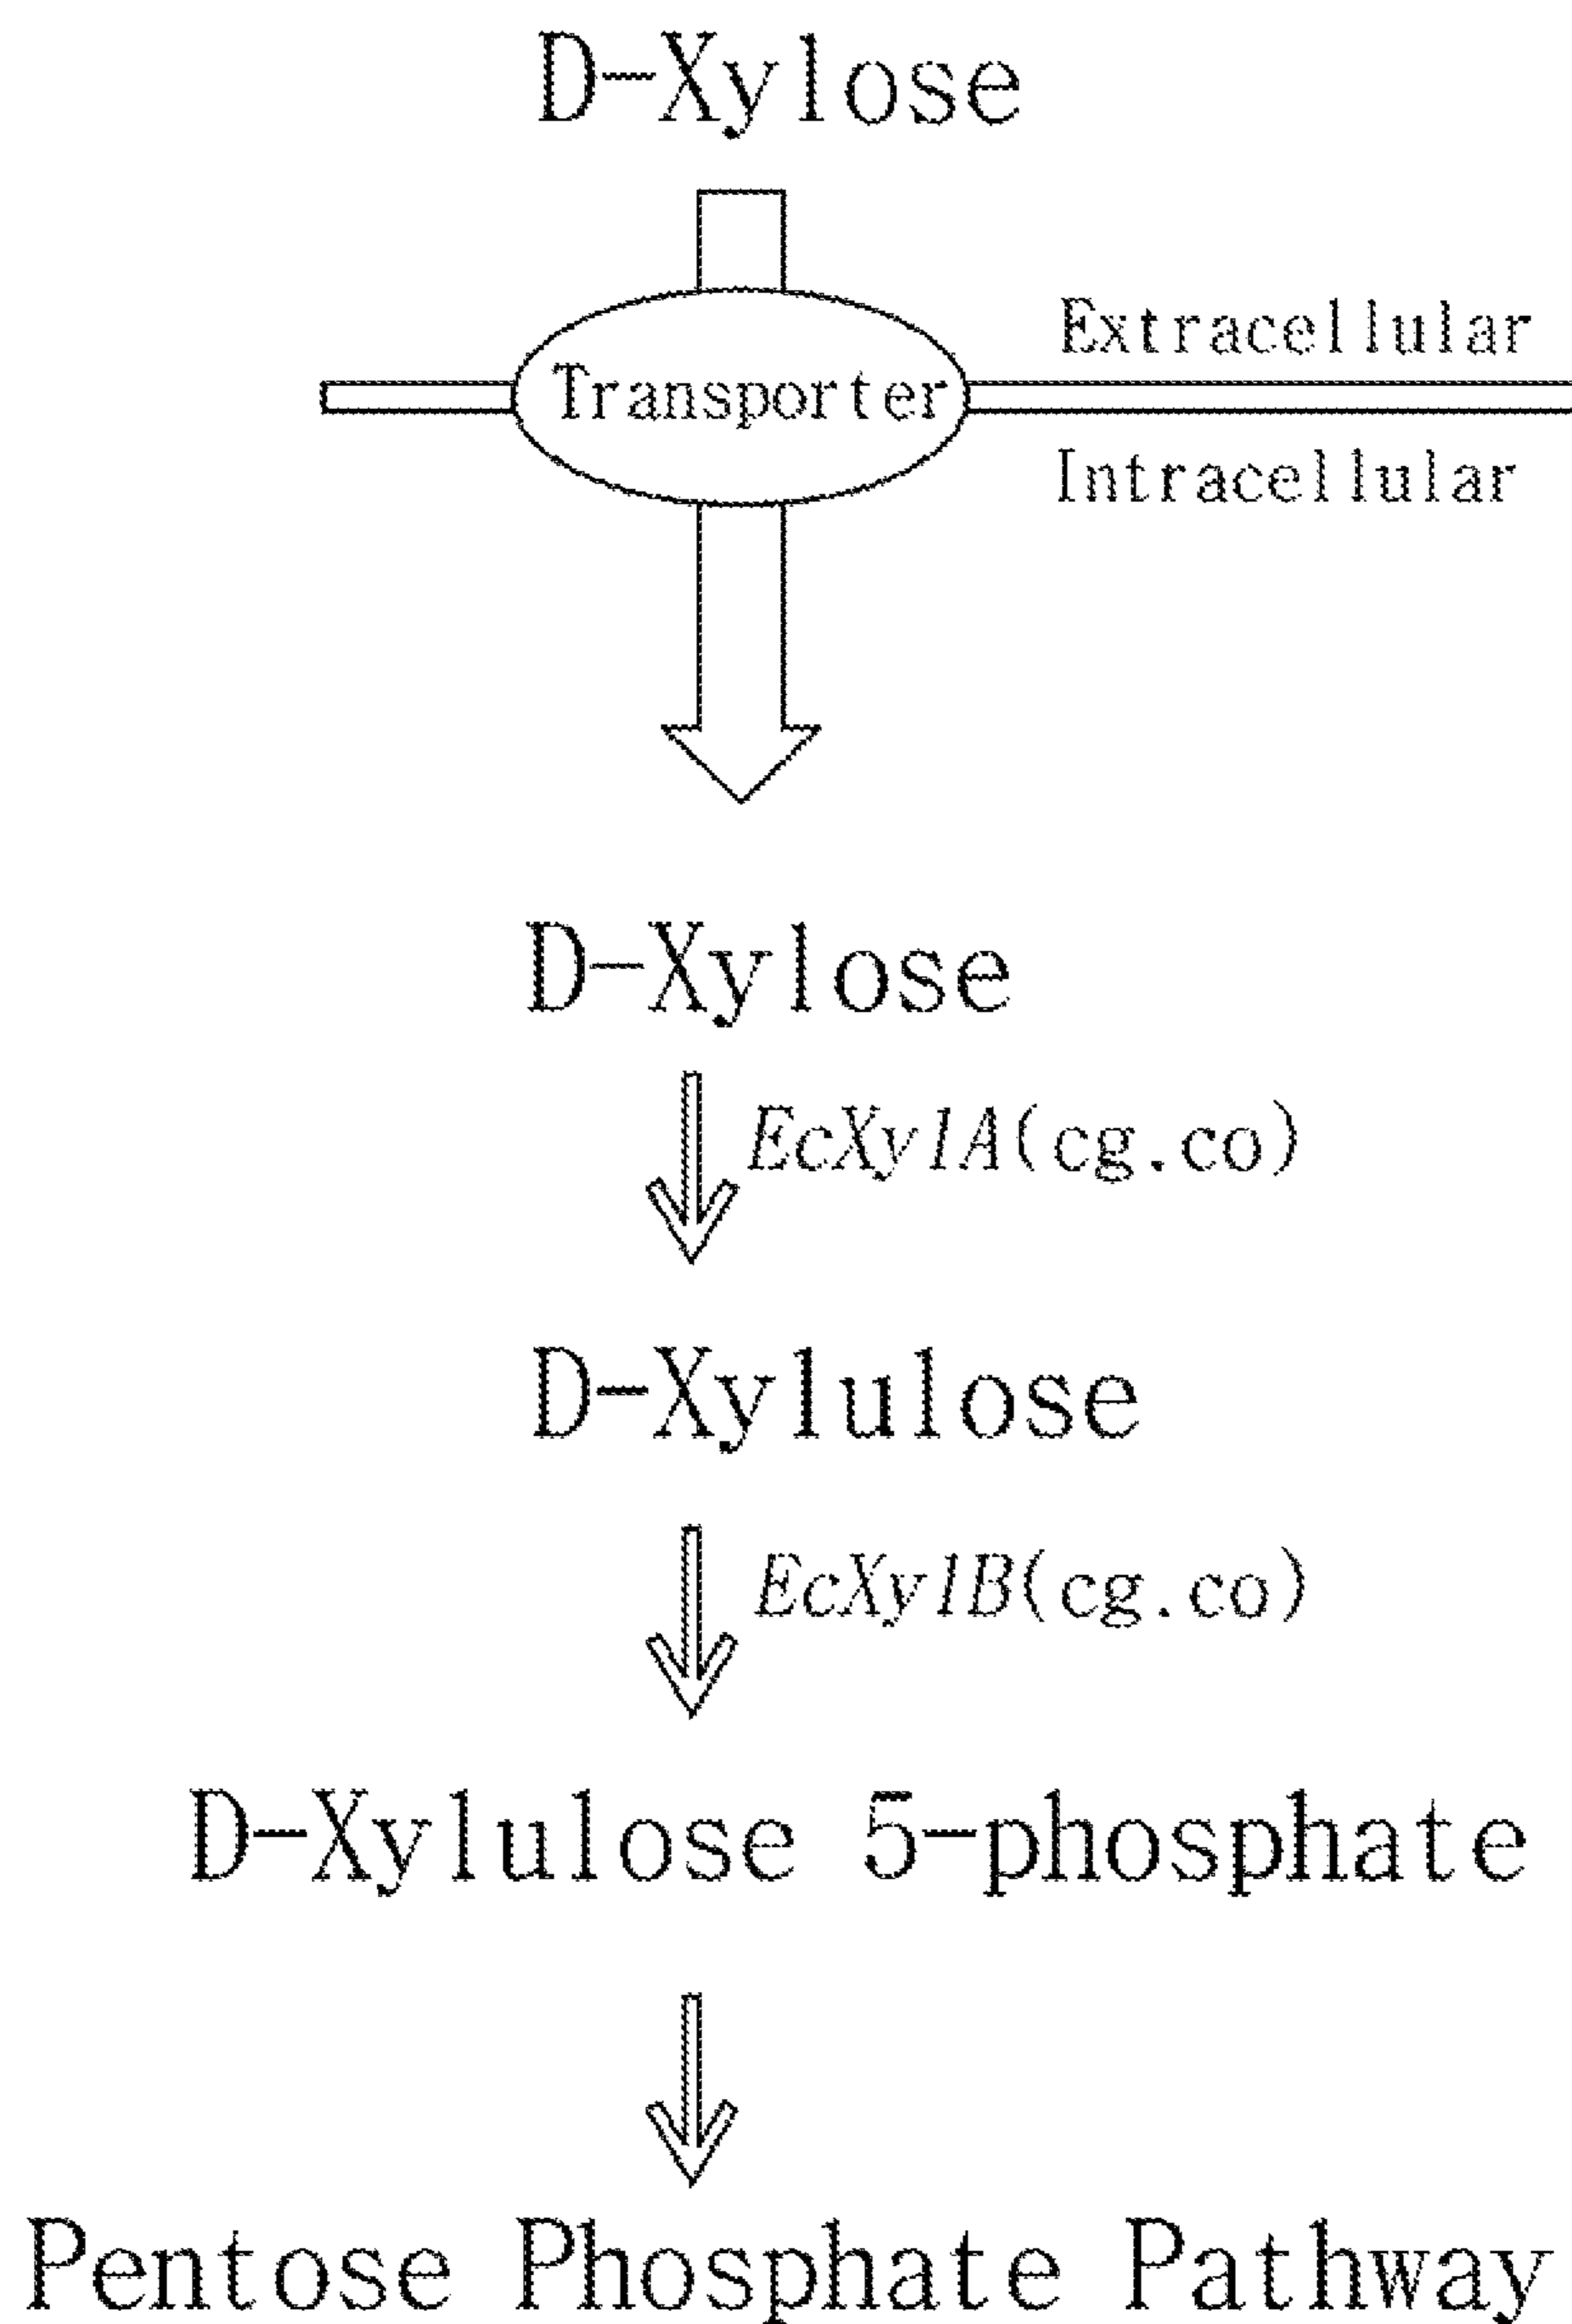 D-Xylose
Extracellular
Transporter
Intracellular
D-Xylose
EcXylA(cg.co)
D-Xylulose
EcXylB(cg.co)
D-Xylulose 5-phosphate
Pentose Phosphate Pathway